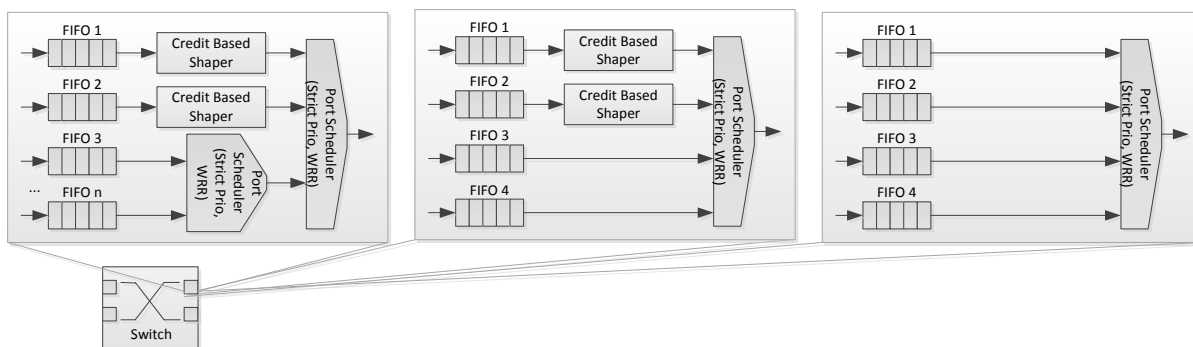 FIFO 1
Credit Based
Shaper
FIFO 2
Credit Based
Shaper
FIFO 3
...
FIFO n
Port
Scheduler
(Strict Prio,
WRR)
Port Scheduler
(Strict Prio, WRR)
FIFO 1
Credit Based
Shaper
FIFO 2
Credit Based
Shaper
FIFO 3
FIFO 4
Port Scheduler
(Strict Prio, WRR)
FIFO 1
FIFO 2
FIFO 3
FIFO 4
Port Scheduler
(Strict Prio, WRR)
Switch